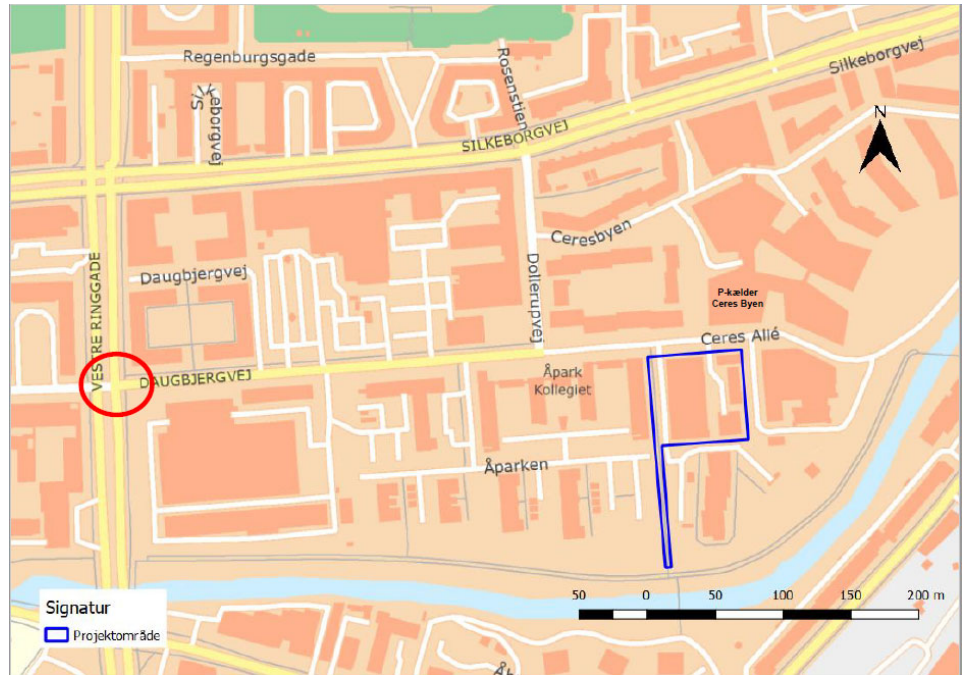 Regenburgsgade
Rosenstien
Silkeborgvej
Silkeborgvej
SILKEBORGVEJ
N
Ceresbyen
Daugbjergvej
Dollerupvej
P-kælder
Ceres Byen
VESTRE RINGGADE
Ceres Allé
DAUGBJERGVEJ
Åpark
Kollegiet
Åparken
50 0 50 100 150 200 m
Signatur
Projektområde